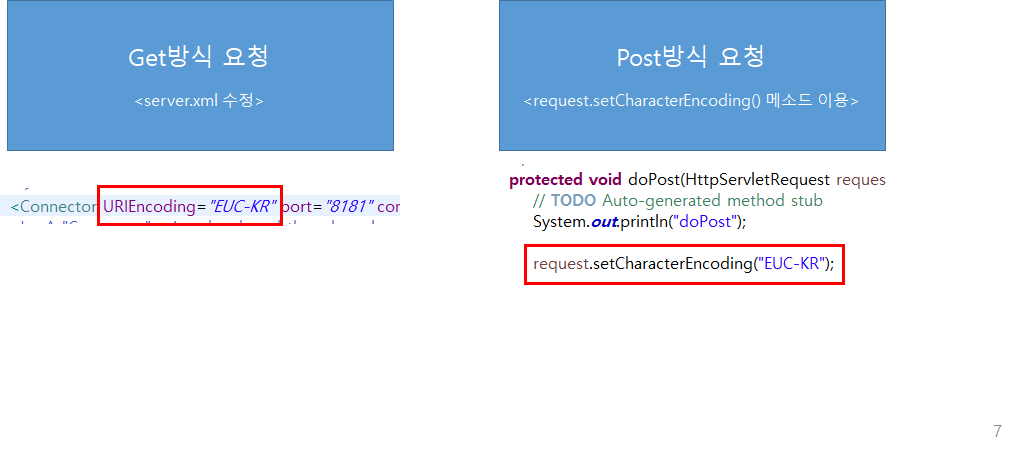 Get방식 요청
<server.xml 수정>
<Connector URIEncoding="EUC-KR" port="8181" con
Post방식 요청
<request.setCharacterEncoding() 메소드 이용>
protected void doPost(HttpServletRequest reques
// TODO Auto-generated method stub
System.out.println("doPost");
request.setCharacterEncoding("EUC-KR");
7